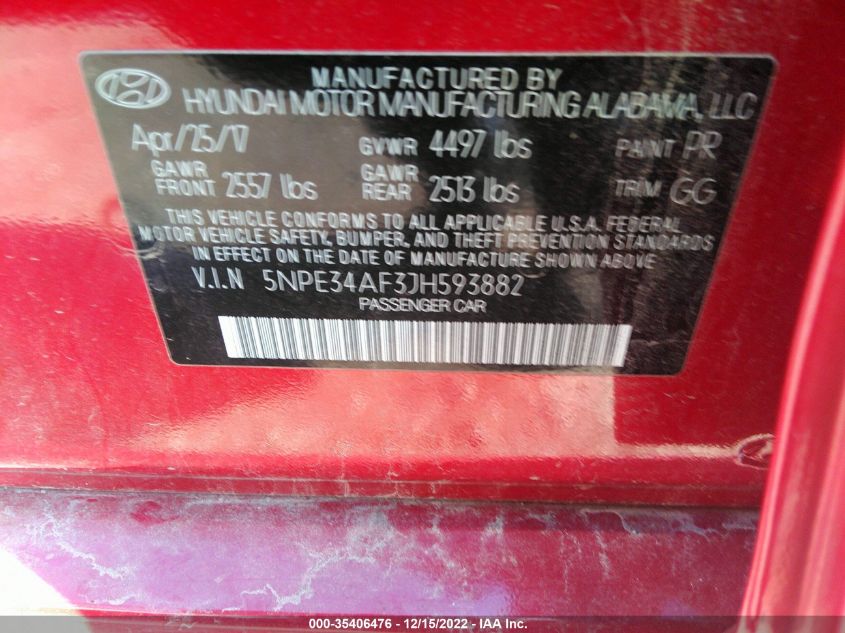 MANUFACTURED BY
HYUNDAI MOTOR MANUFACTURING ALABAMA, LLC
Apr/25/17 GVWR 4497 lbs PAINT PR
GAWR FRONT 2557 lbs GAWR REAR 2513 lbs TRIM GG
THIS VEHICLE CONFORMS TO ALL APPLICABLE U.S.A. FEDERAL
MOTOR VEHICLE SAFETY, BUMPER, AND THEFT PREVENTION STANDARDS
IN EFFECT ON THE DATE OF MANUFACTURE SHOWN ABOVE
V.I.N 5NPE34AF3JH593882
PASSENGER CAR
000-35406476 - 12/15/2022 - IAA Inc.